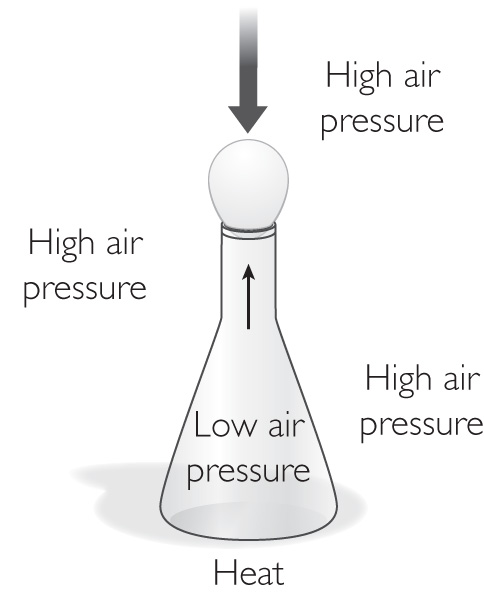 High air
pressure
High air
pressure
High air
pressure
Low air
pressure
Heat